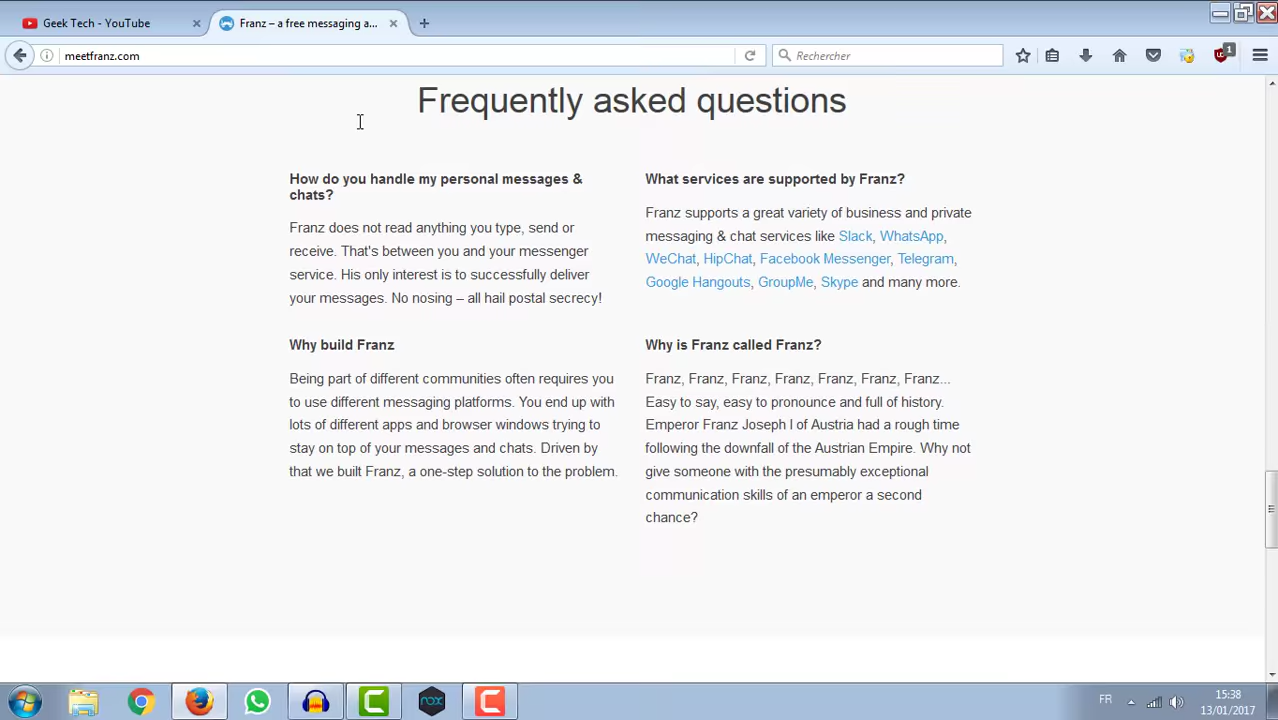 Geek Tech - YouTube
Franz – a free messaging a...
meetfranz.com
Rechercher
1
Frequently asked questions
How do you handle my personal messages &
chats?
Franz does not read anything you type, send or
receive. That's between you and your messenger
service. His only interest is to successfully deliver
your messages. No nosing – all hail postal secrecy!
What services are supported by Franz?
Franz supports a great variety of business and private
messaging & chat services like Slack, WhatsApp,
WeChat, HipChat, Facebook Messenger, Telegram,
Google Hangouts, GroupMe, Skype and many more.
Why build Franz
Being part of different communities often requires you
to use different messaging platforms. You end up with
lots of different apps and browser windows trying to
stay on top of your messages and chats. Driven by
that we built Franz, a one-step solution to the problem.
Why is Franz called Franz?
Franz, Franz, Franz, Franz, Franz, Franz, Franz...
Easy to say, easy to pronounce and full of history.
Emperor Franz Joseph I of Austria had a rough time
following the downfall of the Austrian Empire. Why not
give someone with the presumably exceptional
communication skills of an emperor a second
chance?
nox
FR
15:38
13/01/2017